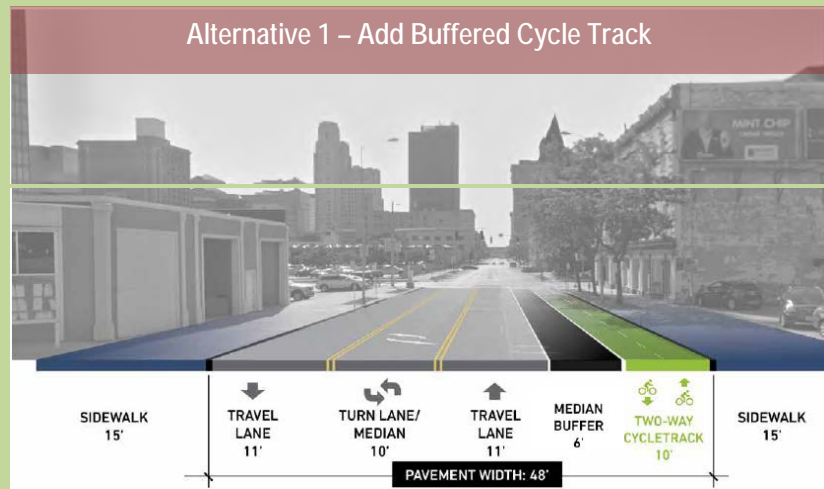 Alternative 1 – Add Buffered Cycle Track
MINT CHIP
SIDEWALK
15'
TRAVEL
LANE
11'
TURN LANE/
MEDIAN
10'
TRAVEL
LANE
11'
MEDIAN
BUFFER
6'
TWO-WAY
CYCLETRACK
10'
SIDEWALK
15'
PAVEMENT WIDTH: 48'